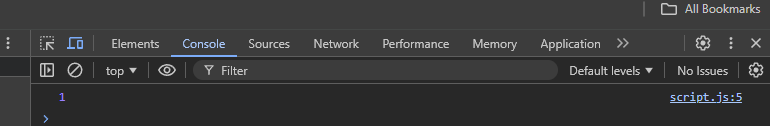 All Bookmarks
Elements Console Sources Network Performance Memory Application
top Filter Default levels No Issues
1 script.js:5